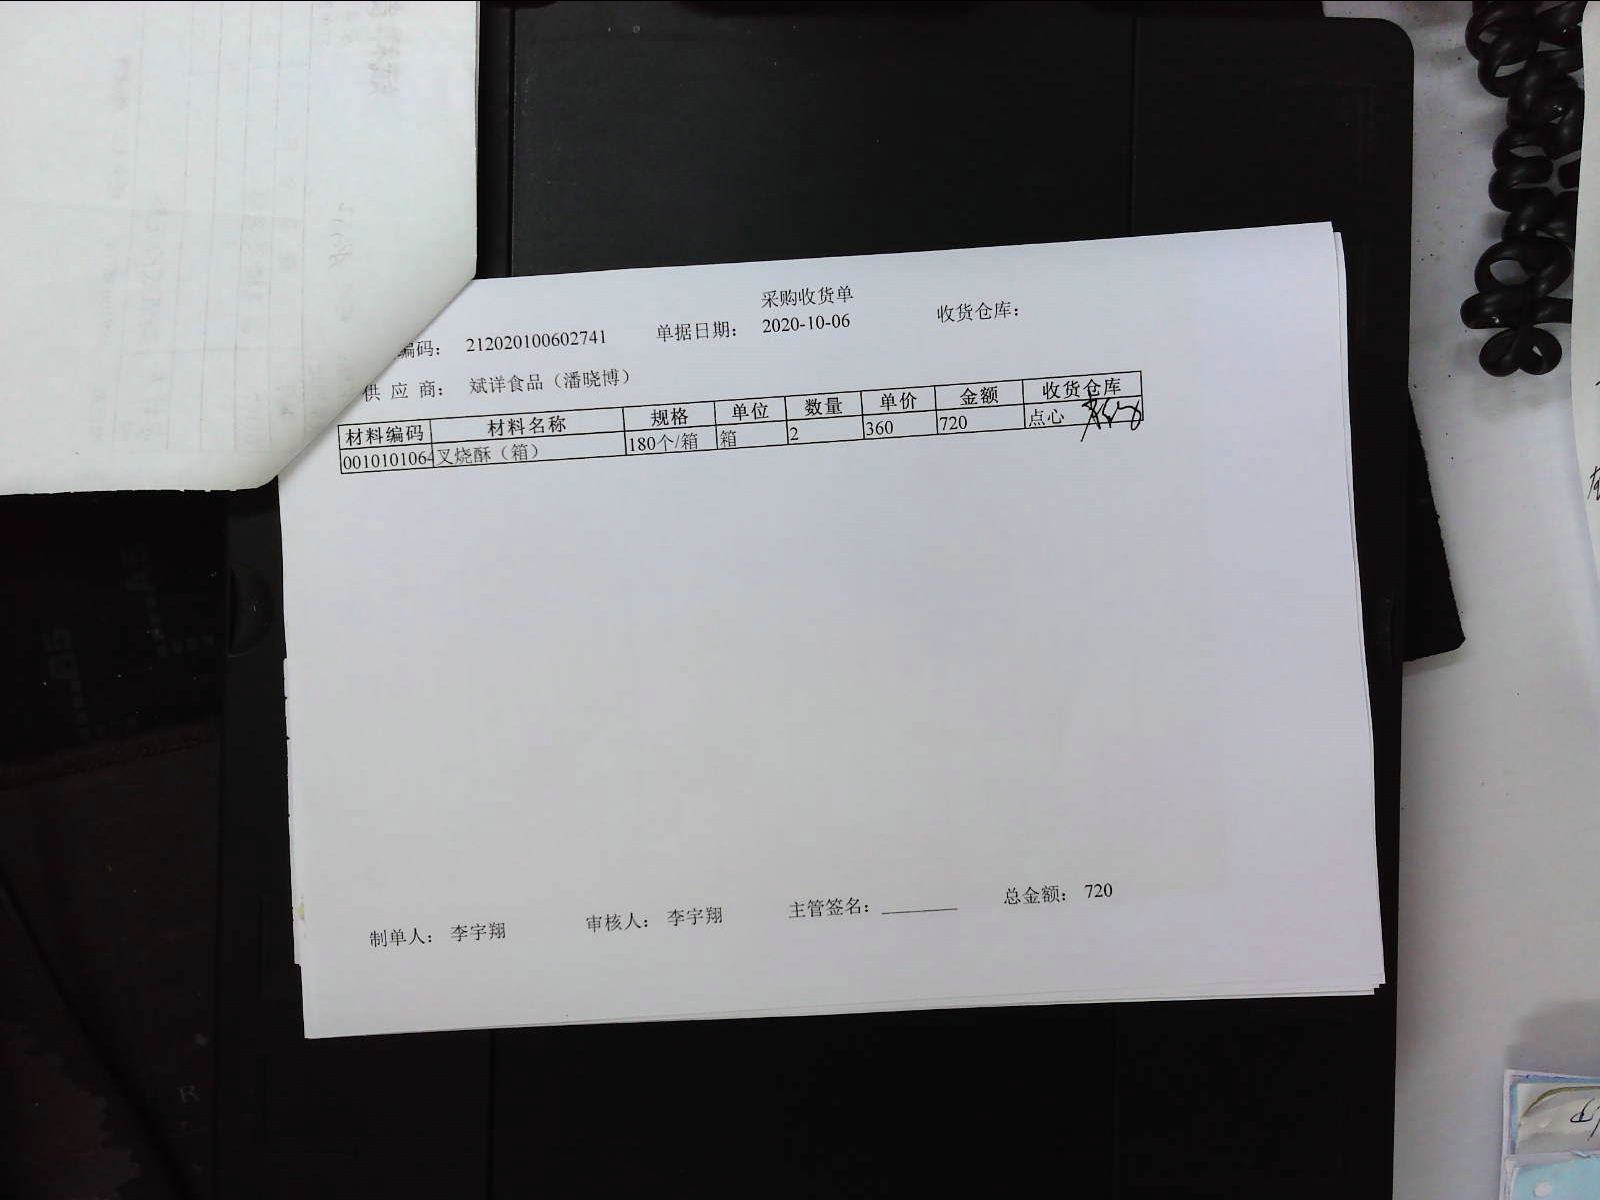 采购收货单
编码： 212020100602741 单据日期： 2020-10-06 收货仓库：
供 应 商： 斌详食品（潘晓博）
材料编码 材料名称 规格 单位 数量 单价 金额 收货仓库
0010101064 叉烧酥（箱） 180个/箱 箱 2 360 720 点心
制单人： 李宇翔 审核人： 李宇翔 主管签名： 总金额： 720